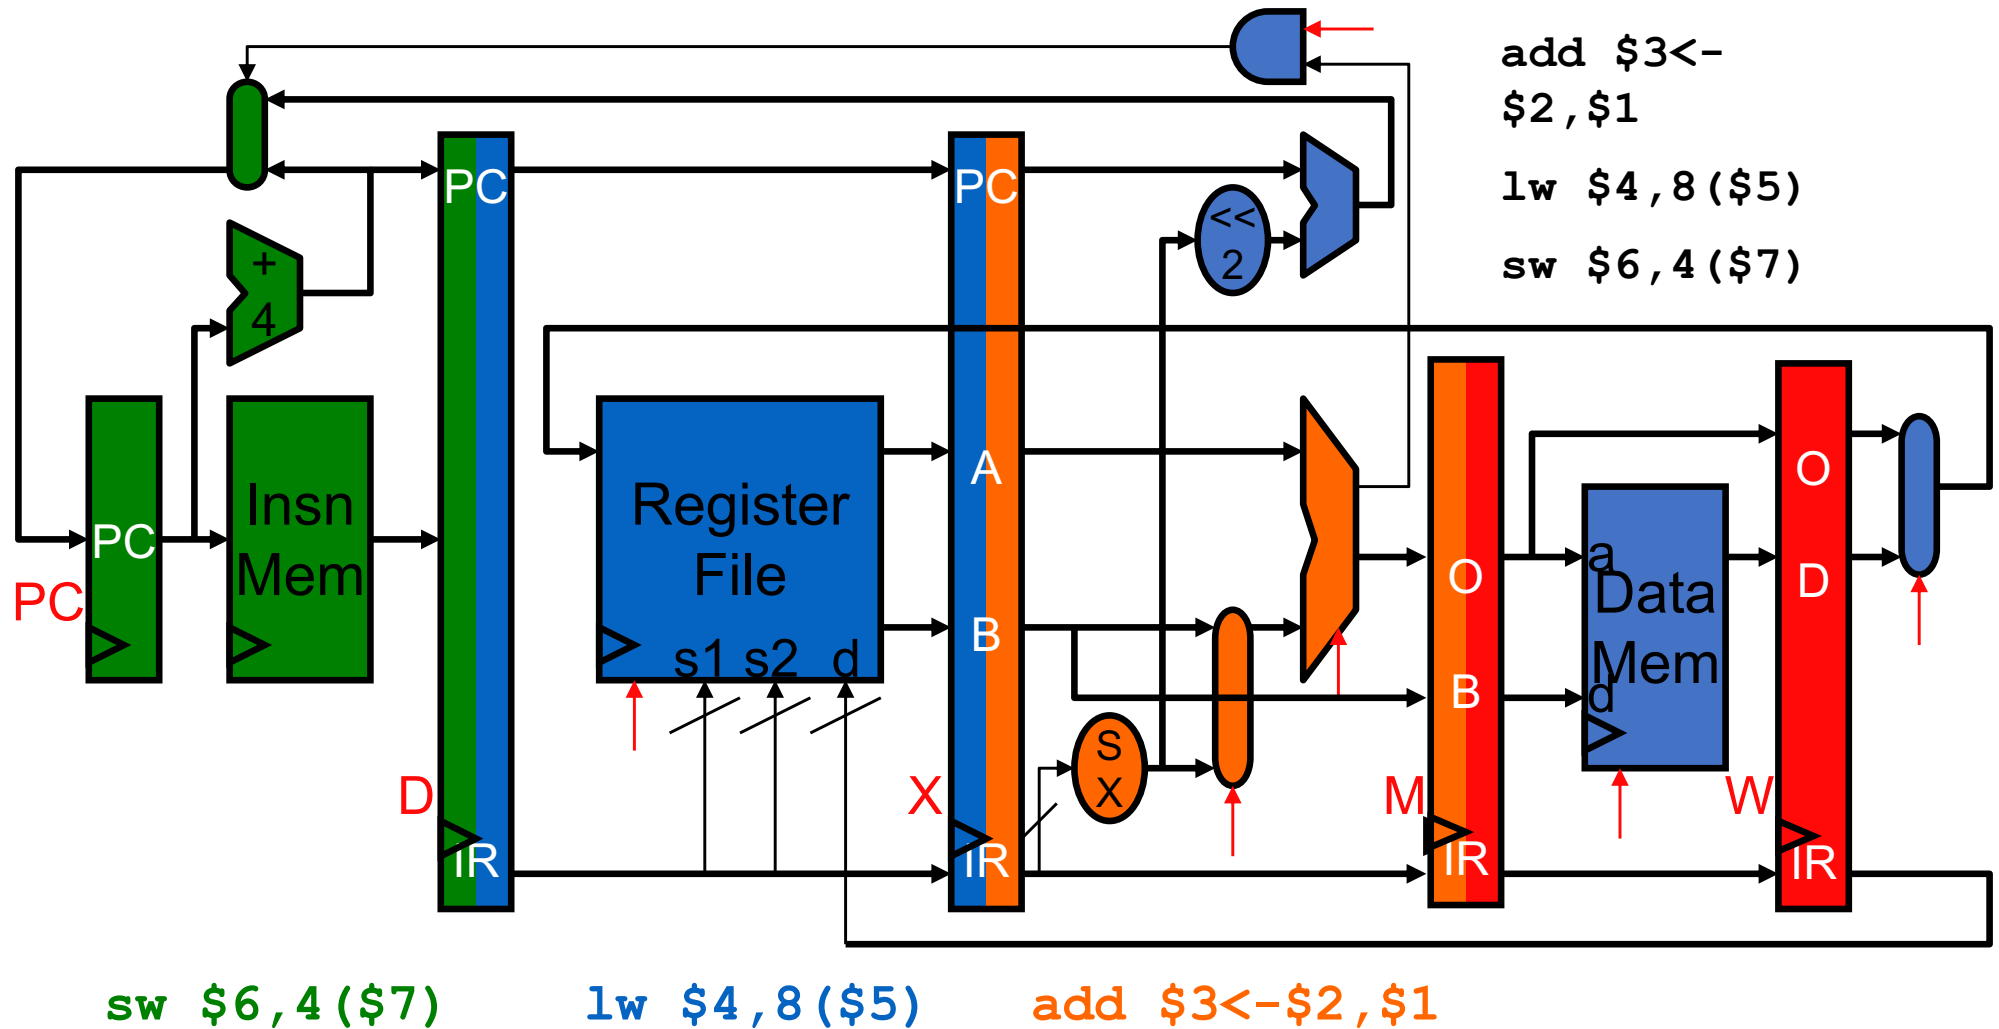 add $3<-
$2,$1
lw $4,8($5)
sw $6,4($7)
PC
PC
<<
2
+
4
PC
Insn
Mem
Register
File
s1 s2 d
A
B
S
X
O
B
a
Data
Mem
d
O
D
PC
D
X
M
W
IR
IR
IR
IR
sw $6,4($7)
lw $4,8($5)
add $3<-$2,$1